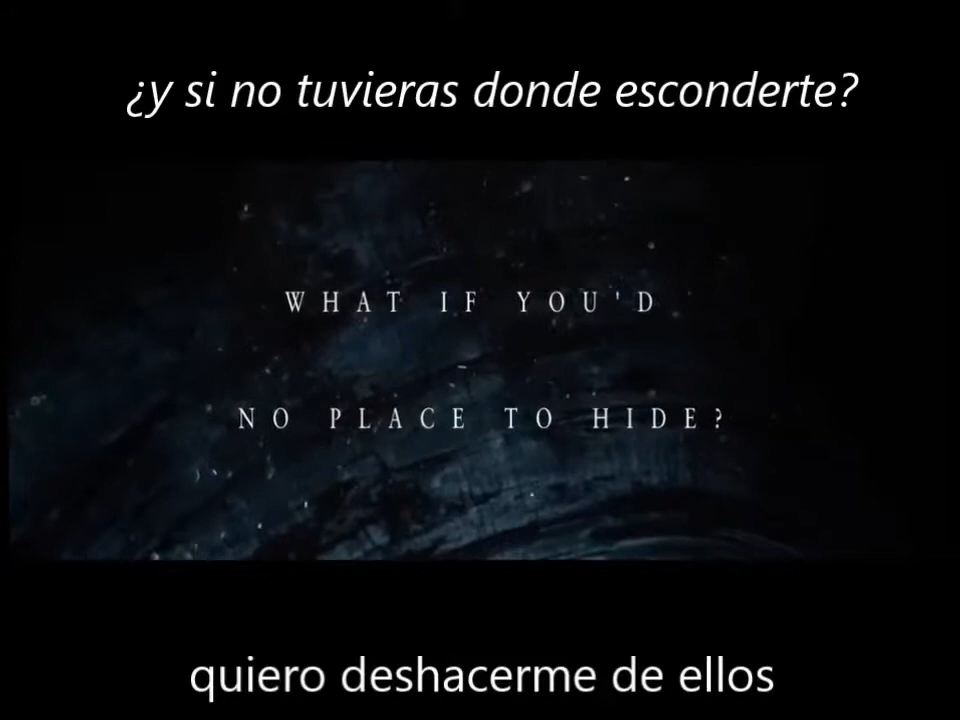 ¿y si no tuvieras donde esconderte?
WHAT IF YOU'D
NO PLACE TO HIDE?
quiero deshacerme de ellos